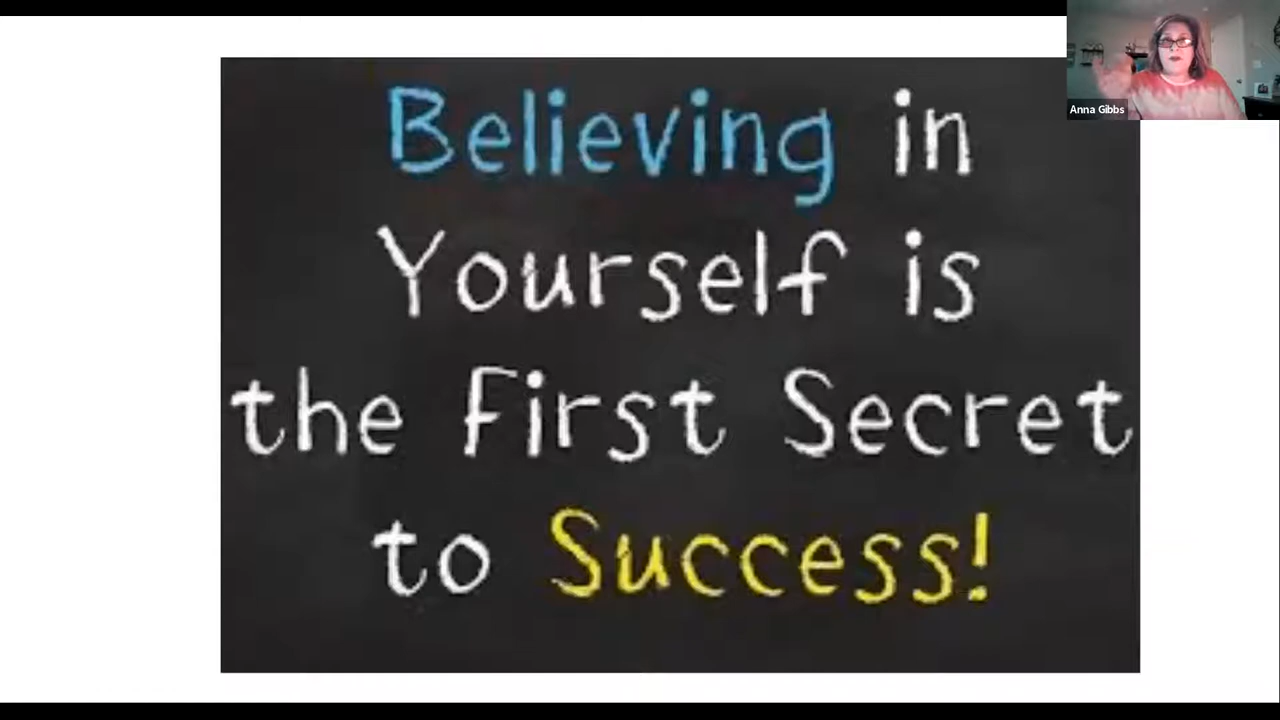 Believing in
Yourself is
the First Secret
to Success!
Anna Gibbs